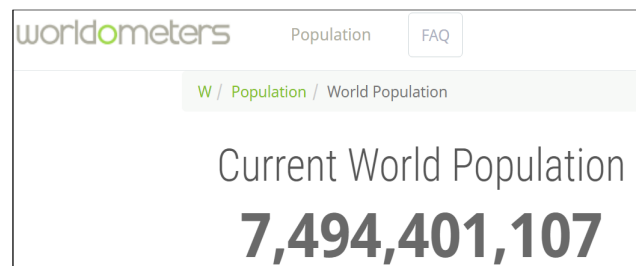 worldometers Population FAQ
W / Population / World Population
Current World Population
7,494,401,107